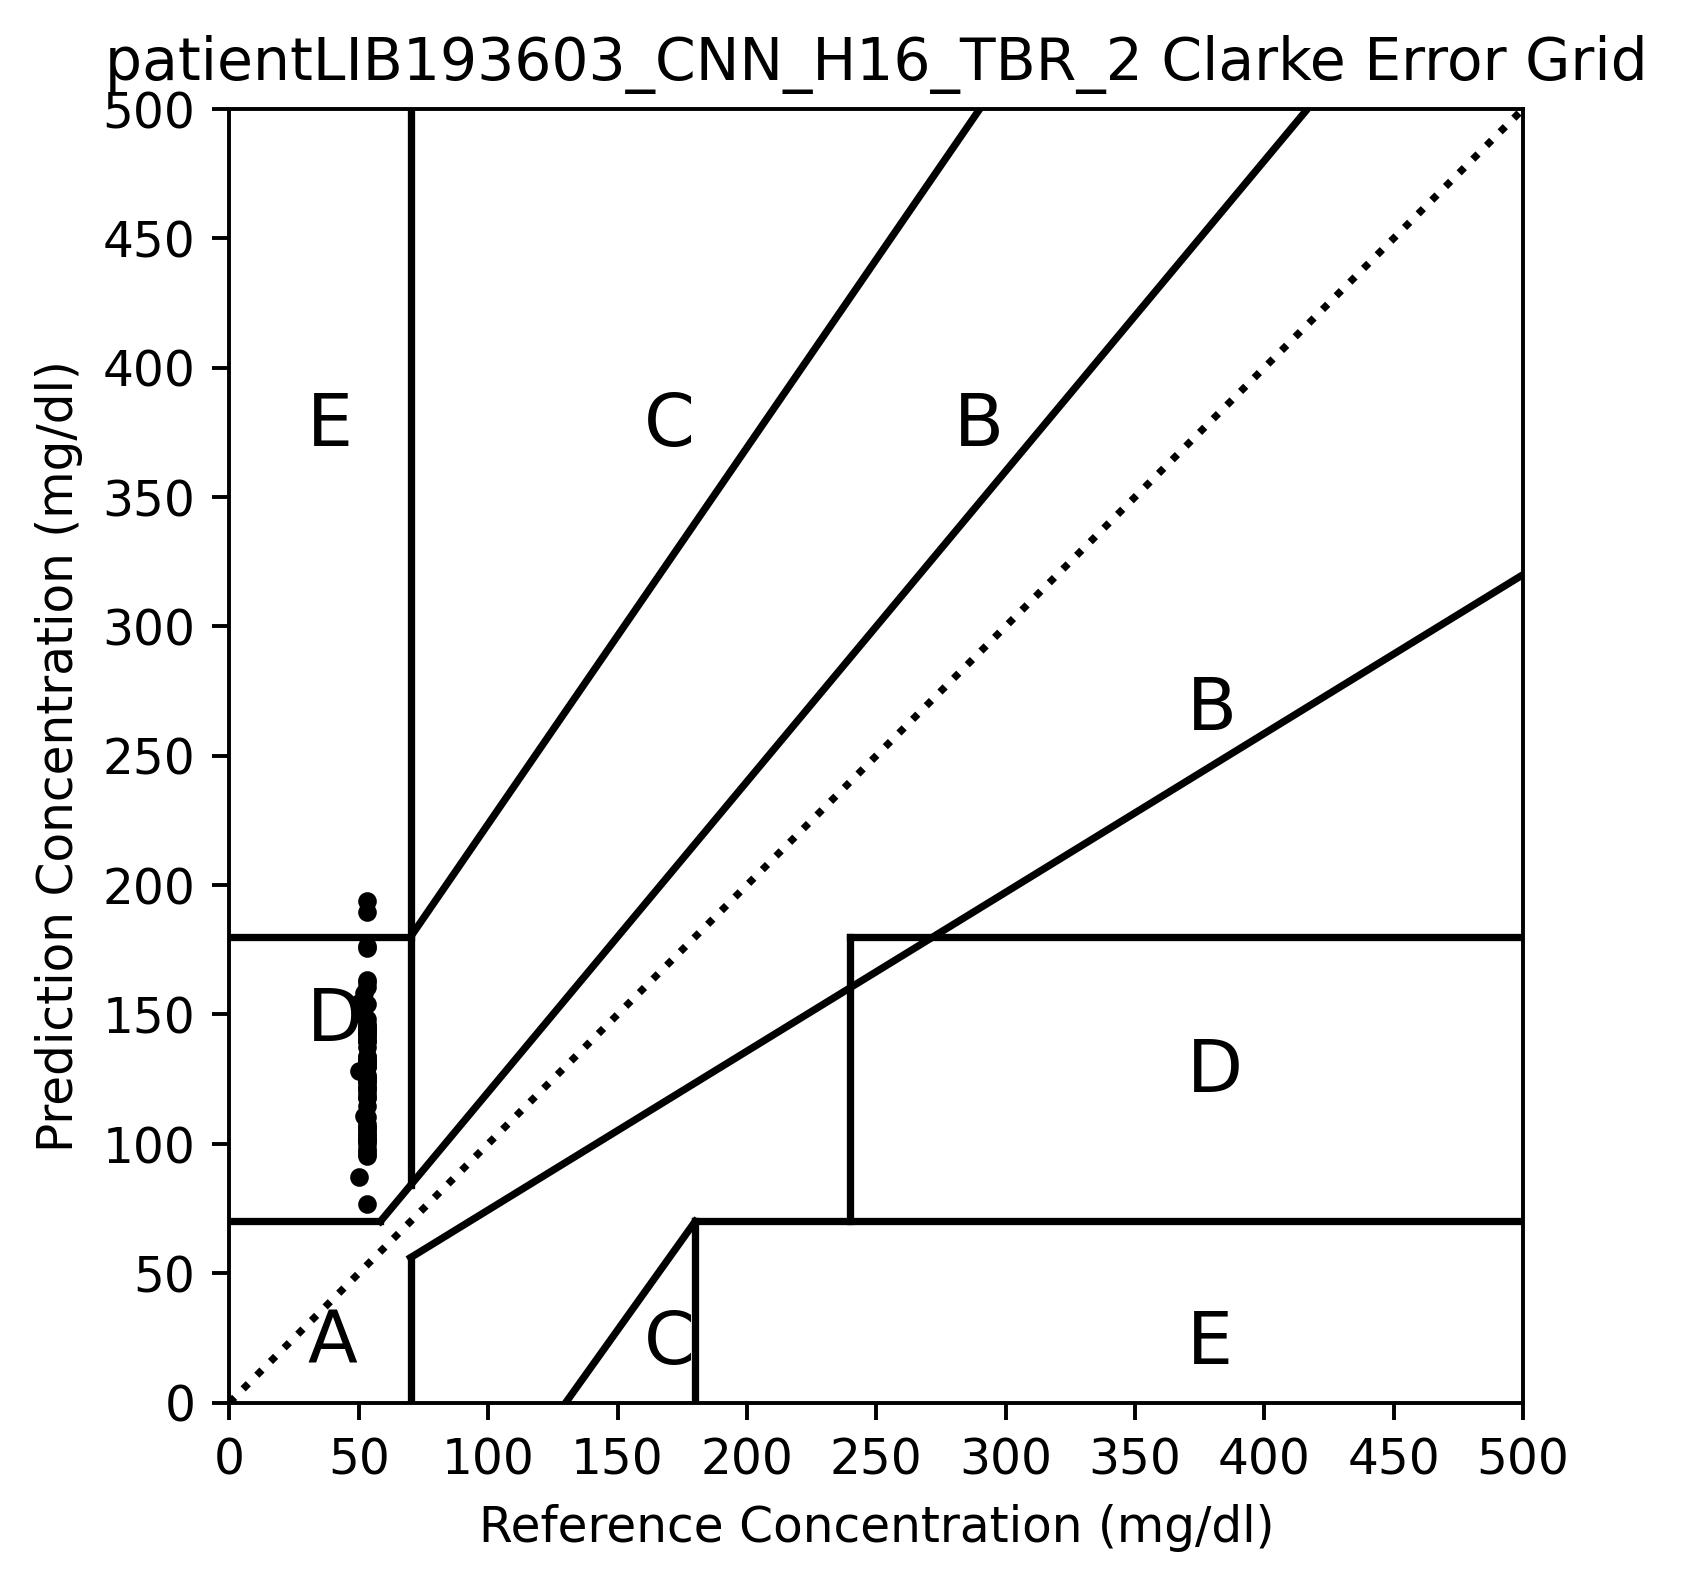 patientLIB193603_CNN_H16_TBR_2 Clarke Error Grid
500
450
400
350
300
250
200
150
100
50
0
Prediction Concentration (mg/dl)
E
C
B
B
D
D
A
C
E
0 50 100 150 200 250 300 350 400 450 500
Reference Concentration (mg/dl)